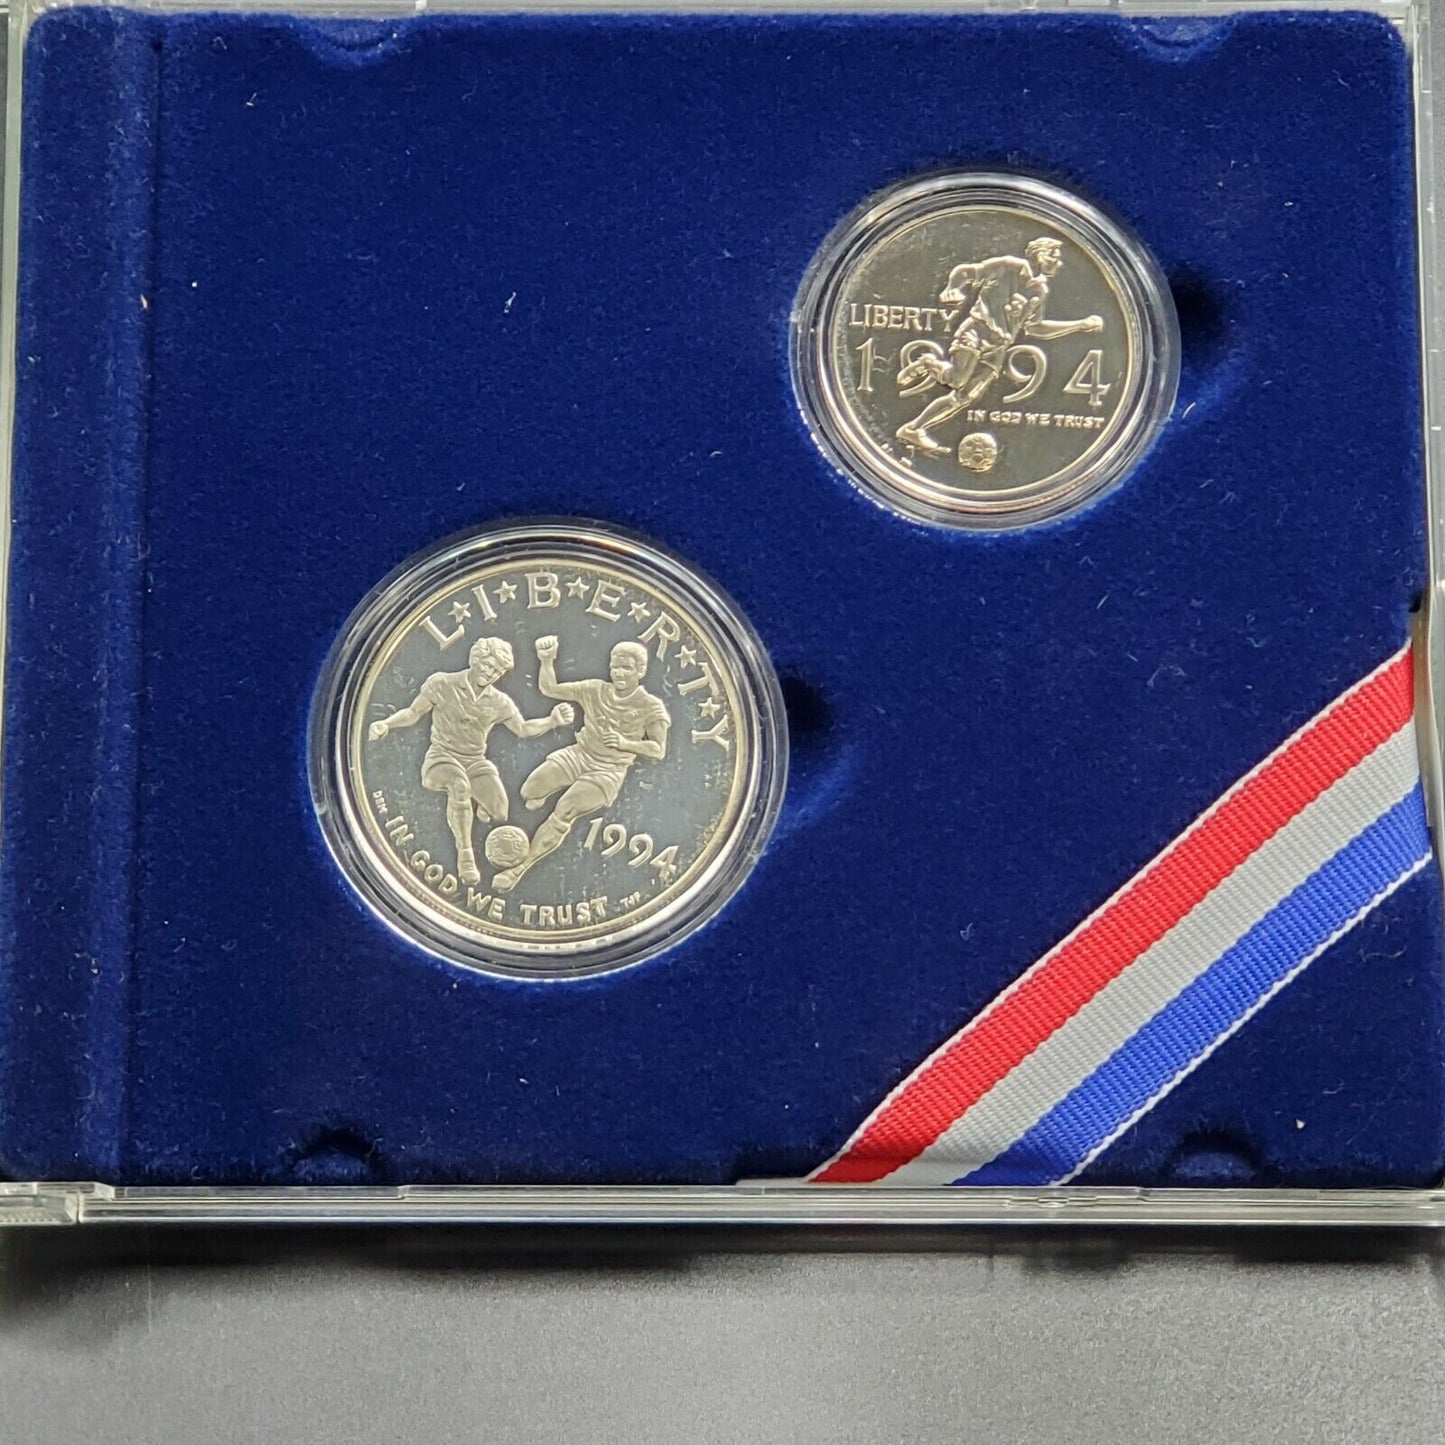 LIBERTY
1994
IN GOD WE TRUST
L★I★B★E★R★T★Y
1994
IN GOD WE TRUST